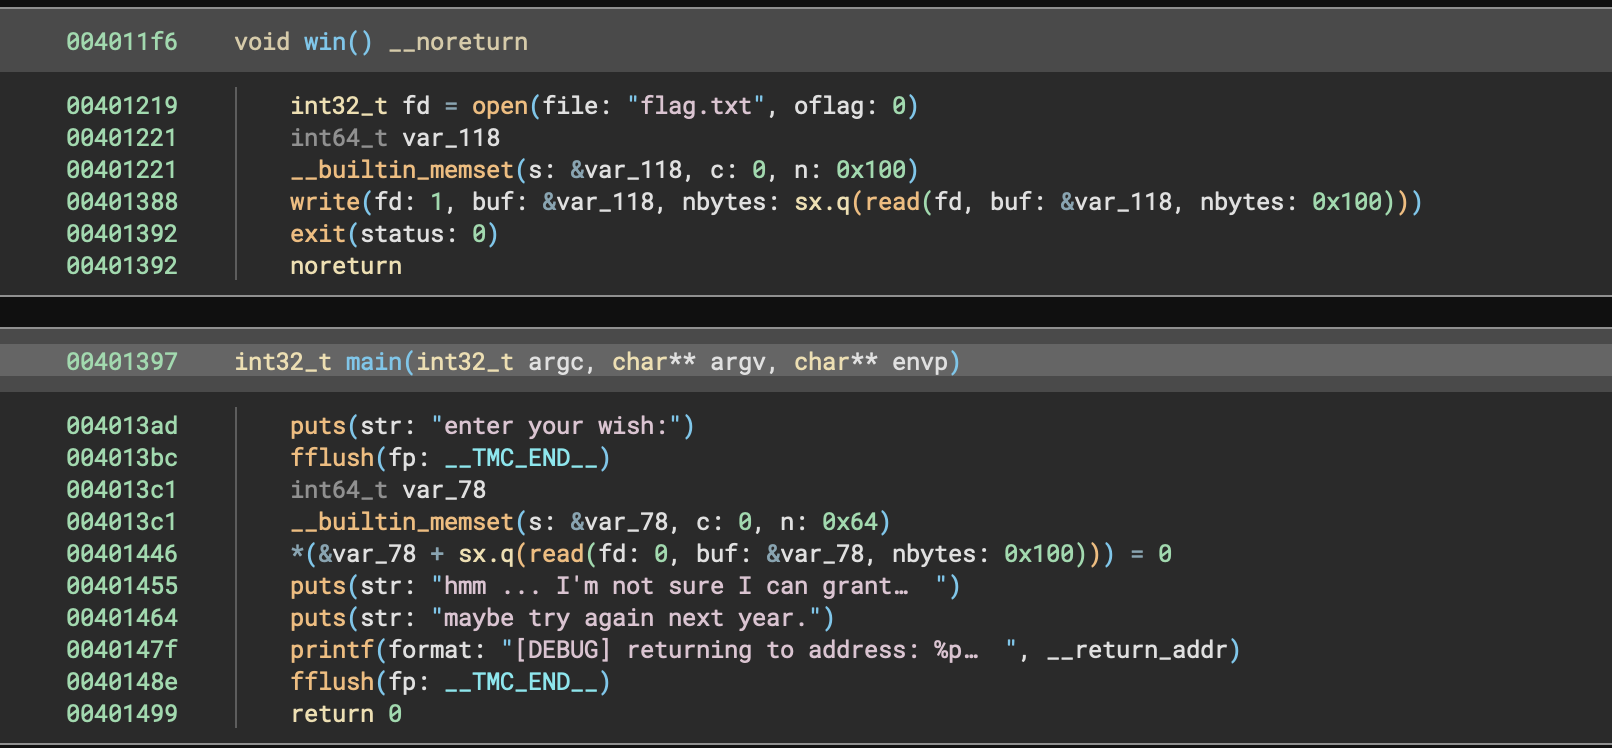 004011f6 void win() __noreturn
00401219 int32_t fd = open(file: "flag.txt", oflag: 0)
00401221 int64_t var_118
00401221 __builtin_memset(s: &var_118, c: 0, n: 0x100)
00401388 write(fd: 1, buf: &var_118, nbytes: sx.q(read(fd, buf: &var_118, nbytes: 0x100)))
00401392 exit(status: 0)
00401392 noreturn
00401397 int32_t main(int32_t argc, char** argv, char** envp)
004013ad puts(str: "enter your wish:")
004013bc fflush(fp: __TMC_END__)
004013c1 int64_t var_78
004013c1 __builtin_memset(s: &var_78, c: 0, n: 0x64)
00401446 *(&var_78 + sx.q(read(fd: 0, buf: &var_78, nbytes: 0x100))) = 0
00401455 puts(str: "hmm ... I'm not sure I can grant… ")
00401464 puts(str: "maybe try again next year.")
0040147f printf(format: "[DEBUG] returning to address: %p… ", __return_addr)
0040148e fflush(fp: __TMC_END__)
00401499 return 0